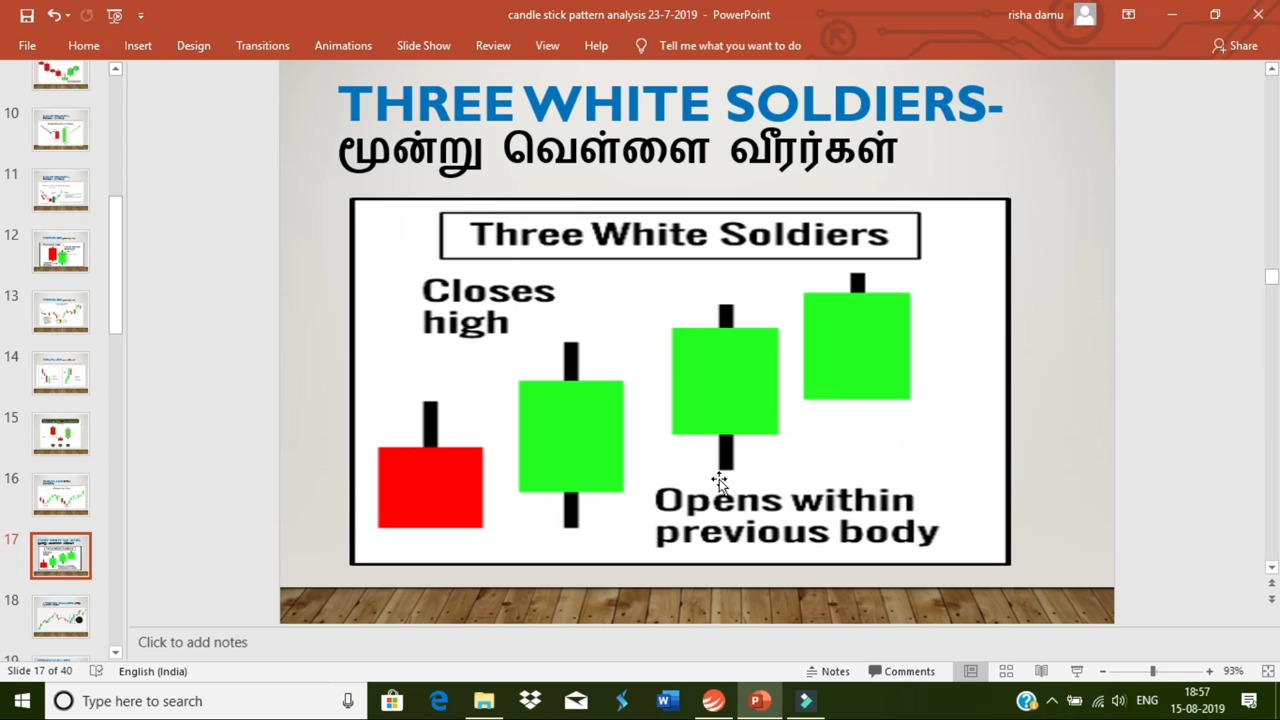 candle stick pattern analysis 23-7-2019 - PowerPoint
risha damu
File Home Insert Design Transitions Animations Slide Show Review View Help Tell me what you want to do Share
10
11
12
13
14
15
16
17
18
THREE WHITE SOLDIERS-
மூன்று வெள்ளை வீரர்கள்
Three White Soldiers
Closes
high
Opens within
previous body
Click to add notes
Slide 17 of 40 English (India) Notes Comments 93%
Type here to search
ENG
18:57
15-08-2019